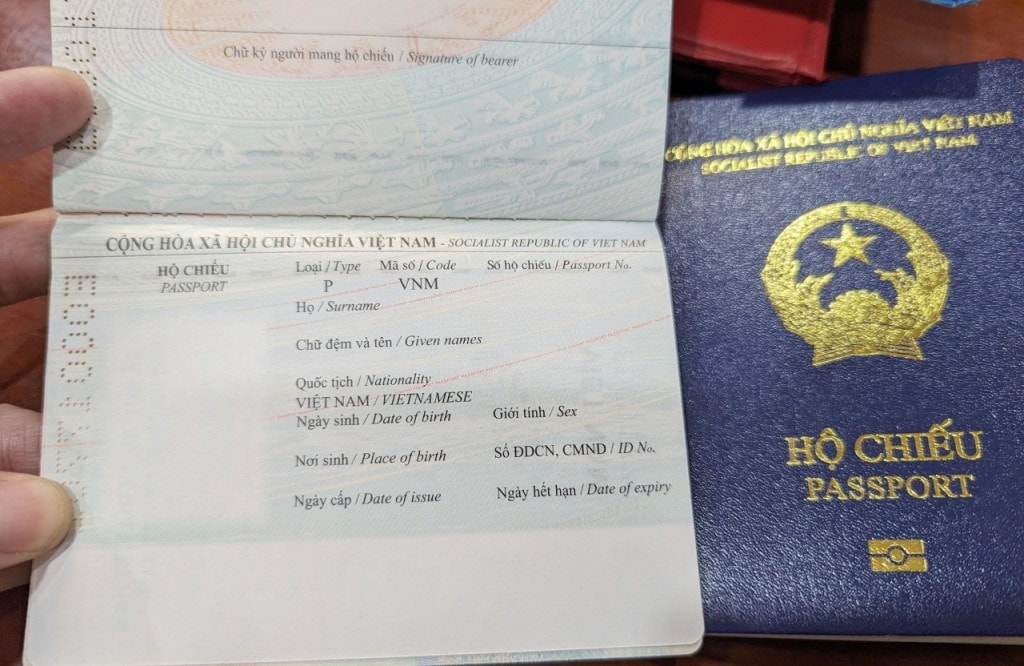 Chữ ký người mang hộ chiếu / Signature of bearer
CỘNG HÒA XÃ HỘI CHỦ NGHĨA VIỆT NAM - SOCIALIST REPUBLIC OF VIET NAM
HỘ CHIẾU
PASSPORT
Loại / Type Mã số / Code Số hộ chiếu / Passport No.
P VNM
Họ / Surname
Chữ đệm và tên / Given names
Quốc tịch / Nationality
VIỆT NAM / VIETNAMESE
Ngày sinh / Date of birth Giới tính / Sex
Nơi sinh / Place of birth Số ĐDCN, CMND / ID No.
Ngày cấp / Date of issue Ngày hết hạn / Date of expiry
CỘNG HÒA XÃ HỘI CHỦ NGHĨA VIỆT NAM
SOCIALIST REPUBLIC OF VIET NAM
HỘ CHIẾU
PASSPORT